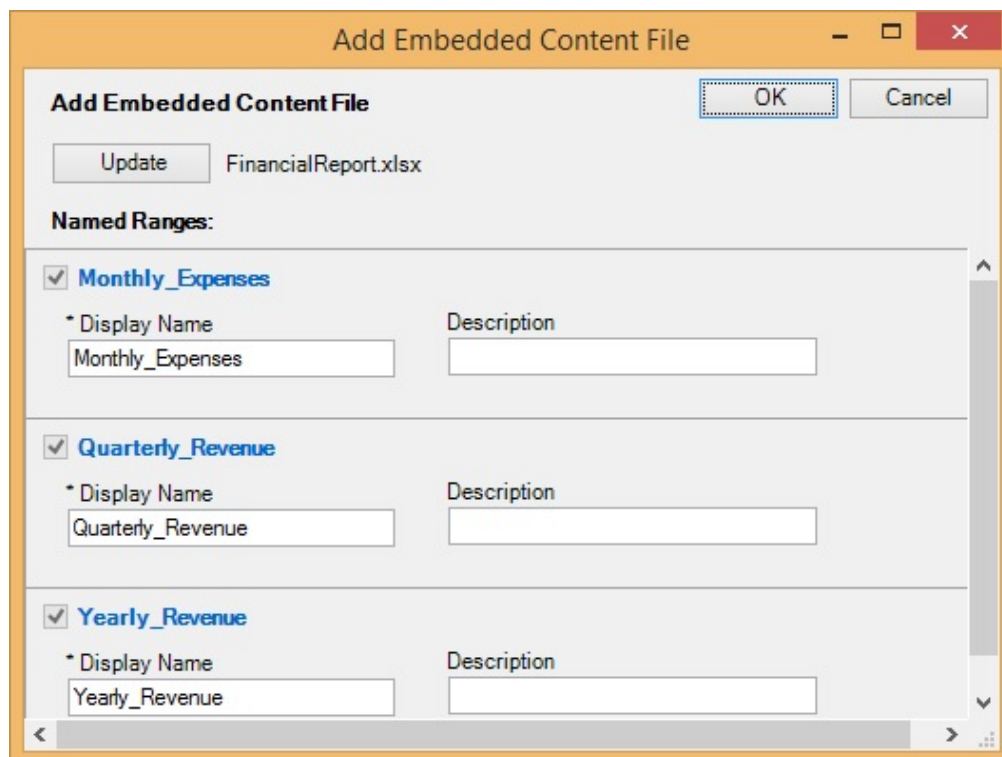 Add Embedded Content File
Add Embedded Content File
OK
Cancel
Update
FinancialReport.xlsx
Named Ranges:
Monthly_Expenses
* Display Name
Description
Monthly_Expenses
Quarterly_Revenue
* Display Name
Description
Quarterly_Revenue
Yearly_Revenue
* Display Name
Description
Yearly_Revenue